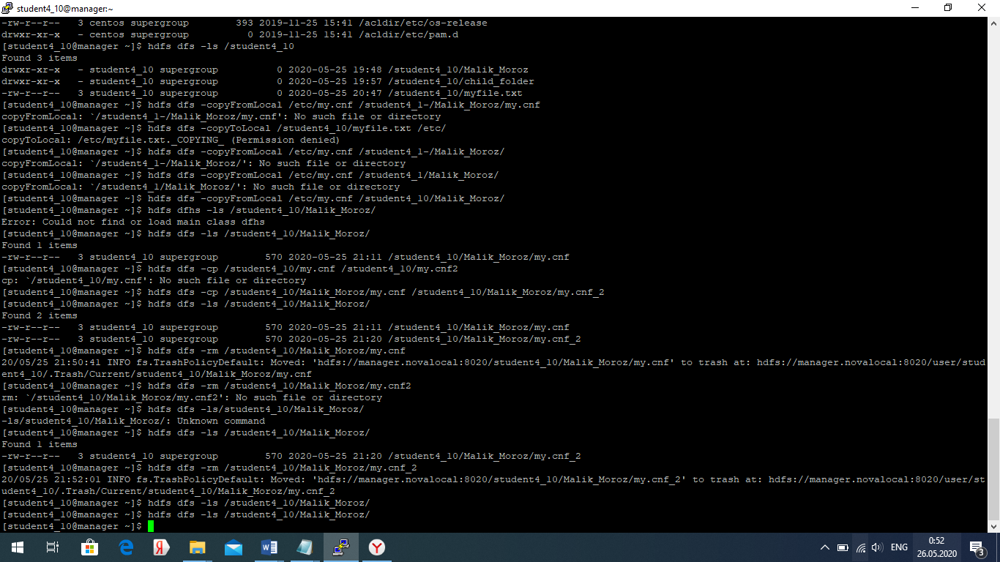 student4_10@manager:~
-rw-r--r--   3 centos supergroup        393 2019-11-25 15:41 /acldir/etc/os-release
drwxr-xr-x   - centos supergroup          0 2019-11-25 15:41 /acldir/etc/pam.d
[student4_10@manager ~]$ hdfs dfs -ls /student4_10
Found 3 items
drwxr-xr-x   - student4_10 supergroup          0 2020-05-25 19:48 /student4_10/Malik_Moroz
drwxr-xr-x   - student4_10 supergroup          0 2020-05-25 19:57 /student4_10/child_folder
-rw-r--r--   3 student4_10 supergroup          0 2020-05-25 20:47 /student4_10/myfile.txt
[student4_10@manager ~]$ hdfs dfs -copyFromLocal /etc/my.cnf /student4_1-/Malik_Moroz/my.cnf
copyFromLocal: `/student4_1-/Malik_Moroz/my.cnf': No such file or directory
[student4_10@manager ~]$ hdfs dfs -copyToLocal /student4_10/myfile.txt /etc/
copyToLocal: /etc/myfile.txt._COPYING_ (Permission denied)
[student4_10@manager ~]$ hdfs dfs -copyFromLocal /etc/my.cnf /student4_1-/Malik_Moroz/
copyFromLocal: `/student4_1-/Malik_Moroz/': No such file or directory
[student4_10@manager ~]$ hdfs dfs -copyFromLocal /etc/my.cnf /student4_1/Malik_Moroz/
copyFromLocal: `/student4_1/Malik_Moroz/': No such file or directory
[student4_10@manager ~]$ hdfs dfs -copyFromLocal /etc/my.cnf /student4_10/Malik_Moroz/
[student4_10@manager ~]$ hdfs dfhs -ls /student4_10/Malik_Moroz/
Error: Could not find or load main class dfhs
[student4_10@manager ~]$ hdfs dfs -ls /student4_10/Malik_Moroz/
Found 1 items
-rw-r--r--   3 student4_10 supergroup        570 2020-05-25 21:11 /student4_10/Malik_Moroz/my.cnf
[student4_10@manager ~]$ hdfs dfs -cp /student4_10/my.cnf /student4_10/my.cnf2
cp: `/student4_10/my.cnf': No such file or directory
[student4_10@manager ~]$ hdfs dfs -cp /student4_10/Malik_Moroz/my.cnf /student4_10/Malik_Moroz/my.cnf_2
[student4_10@manager ~]$ hdfs dfs -ls /student4_10/Malik_Moroz/
Found 2 items
-rw-r--r--   3 student4_10 supergroup        570 2020-05-25 21:11 /student4_10/Malik_Moroz/my.cnf
-rw-r--r--   3 student4_10 supergroup        570 2020-05-25 21:20 /student4_10/Malik_Moroz/my.cnf_2
[student4_10@manager ~]$ hdfs dfs -rm /student4_10/Malik_Moroz/my.cnf
20/05/25 21:50:41 INFO fs.TrashPolicyDefault: Moved: 'hdfs://manager.novalocal:8020/student4_10/Malik_Moroz/my.cnf' to trash at: hdfs://manager.novalocal:8020/user/stud
ent4_10/.Trash/Current/student4_10/Malik_Moroz/my.cnf
[student4_10@manager ~]$ hdfs dfs -rm /student4_10/Malik_Moroz/my.cnf2
rm: `/student4_10/Malik_Moroz/my.cnf2': No such file or directory
[student4_10@manager ~]$ hdfs dfs -ls/student4_10/Malik_Moroz/
-ls/student4_10/Malik_Moroz/: Unknown command
[student4_10@manager ~]$ hdfs dfs -ls /student4_10/Malik_Moroz/
Found 1 items
-rw-r--r--   3 student4_10 supergroup        570 2020-05-25 21:20 /student4_10/Malik_Moroz/my.cnf_2
[student4_10@manager ~]$ hdfs dfs -rm /student4_10/Malik_Moroz/my.cnf_2
20/05/25 21:52:01 INFO fs.TrashPolicyDefault: Moved: 'hdfs://manager.novalocal:8020/student4_10/Malik_Moroz/my.cnf_2' to trash at: hdfs://manager.novalocal:8020/user/st
udent4_10/.Trash/Current/student4_10/Malik_Moroz/my.cnf_2
[student4_10@manager ~]$ hdfs dfs -ls /student4_10/Malik_Moroz/
[student4_10@manager ~]$ hdfs dfs -ls /student4_10/Malik_Moroz/
[student4_10@manager ~]$
ENG
0:52
26.05.2020
3